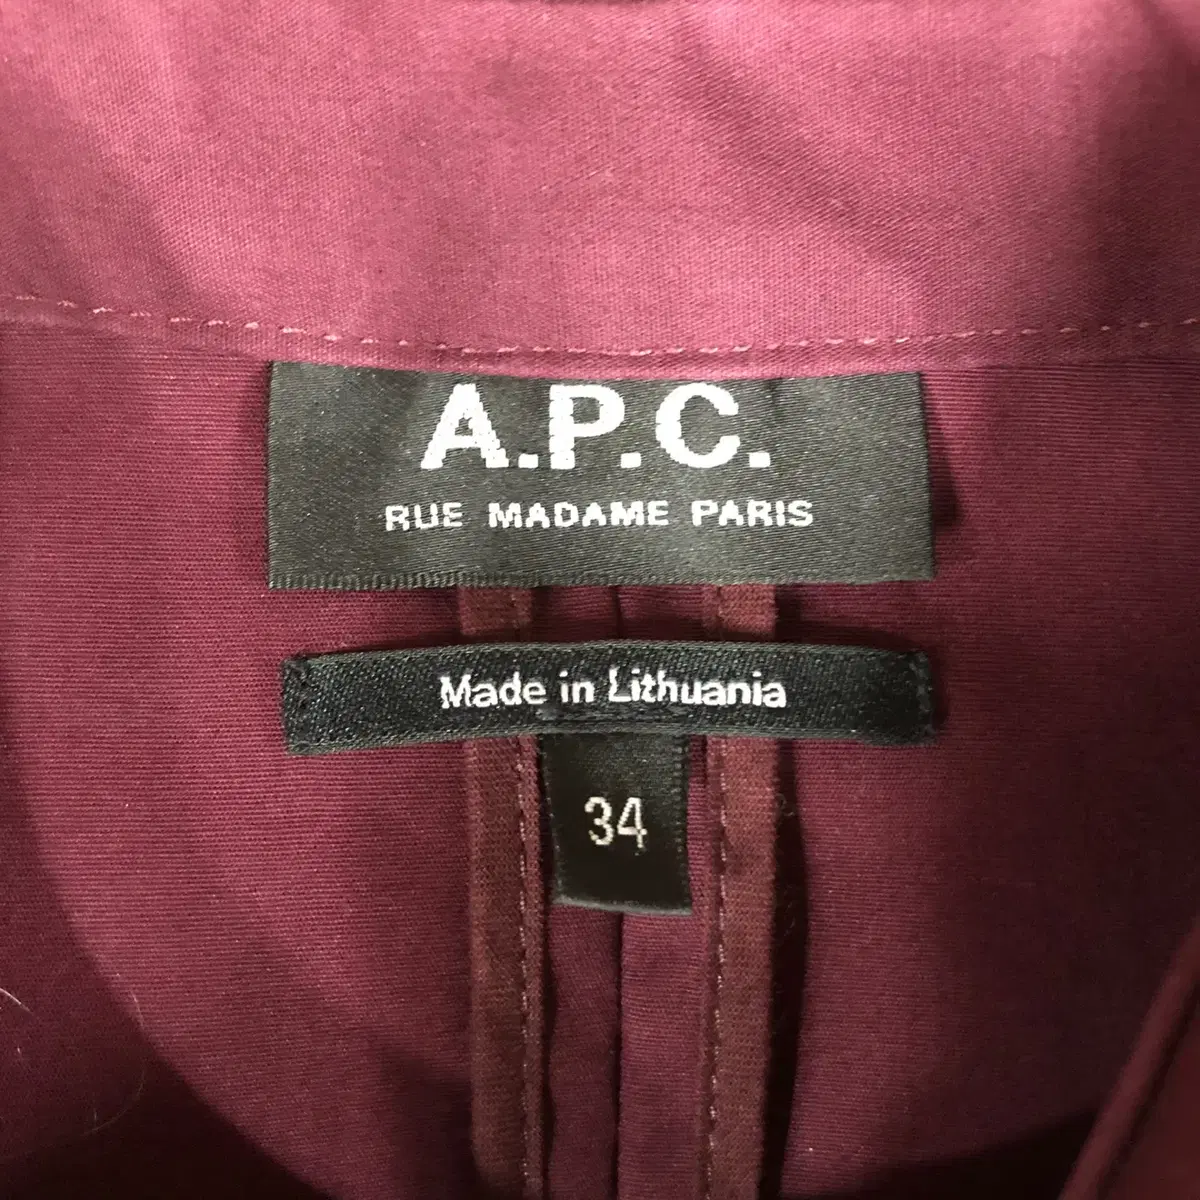 A.P.C.
RUE MADAME PARIS
Made in Lithuania
34